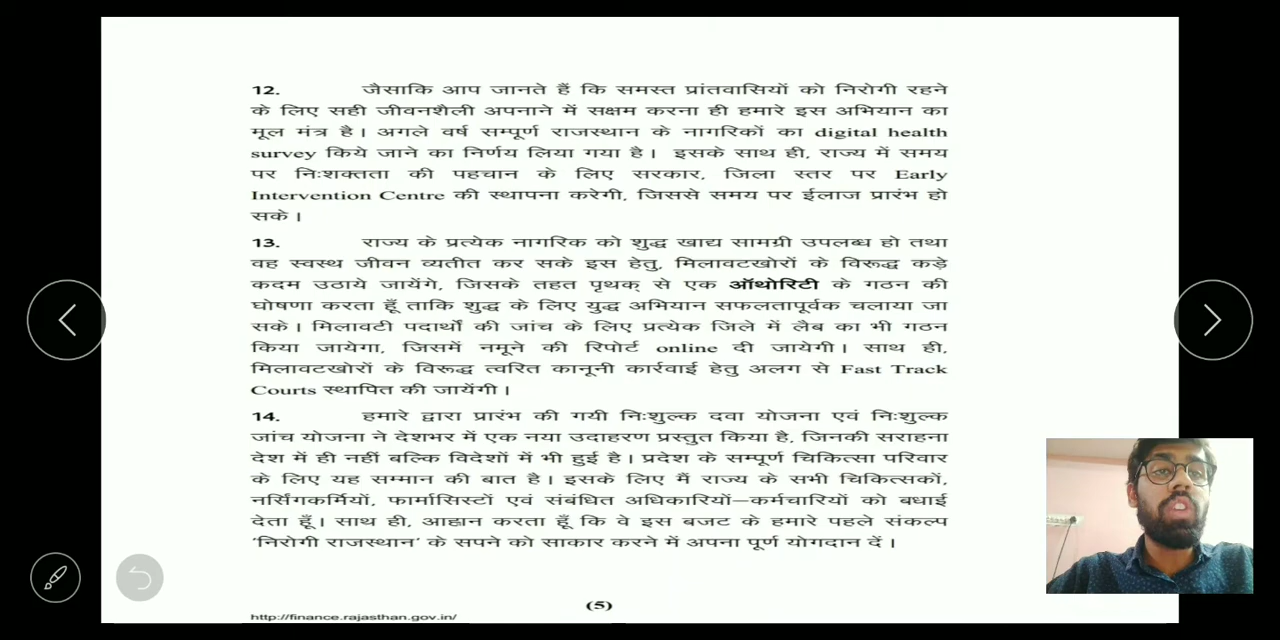 12. जैसाकि आप जानते हैं कि समस्त प्रांतवासियों को निरोगी रहने
के लिए सही जीवनशैली अपनाने में सक्षम करना ही हमारे इस अभियान का
मूल मंत्र है। अगले वर्ष सम्पूर्ण राजस्थान के नागरिकों का digital health
survey किये जाने का निर्णय लिया गया है। इसके साथ ही, राज्य में समय
पर निःशक्तता की पहचान के लिए सरकार, जिला स्तर पर Early
Intervention Centre की स्थापना करेगी, जिससे समय पर ईलाज प्रारंभ हो
सके।
13. राज्य के प्रत्येक नागरिक को शुद्ध खाद्य सामग्री उपलब्ध हो तथा
वह स्वस्थ जीवन व्यतीत कर सके इस हेतु, मिलावटखोरों के विरूद्ध कड़े
कदम उठाये जायेंगे, जिसके तहत पृथक् से एक ऑथोरिटी के गठन की
घोषणा करता हूँ ताकि शुद्ध के लिए युद्ध अभियान सफलतापूर्वक चलाया जा
सके। मिलावटी पदार्थों की जांच के लिए प्रत्येक जिले में लैब का भी गठन
किया जायेगा, जिसमें नमूने की रिपोर्ट online दी जायेगी। साथ ही,
मिलावटखोरों के विरूद्ध त्वरित कानूनी कार्रवाई हेतु अलग से Fast Track
Courts स्थापित की जायेंगी।
14. हमारे द्वारा प्रारंभ की गयी निःशुल्क दवा योजना एवं निःशुल्क
जांच योजना ने देशभर में एक नया उदाहरण प्रस्तुत किया है, जिनकी सराहना
देश में ही नहीं बल्कि विदेशों में भी हुई है। प्रदेश के सम्पूर्ण चिकित्सा परिवार
के लिए यह सम्मान की बात है। इसके लिए मैं राज्य के सभी चिकित्सकों,
नर्सिंगकर्मियों, फार्मासिस्टों एवं संबंधित अधिकारियों–कर्मचारियों को बधाई
देता हूँ। साथ ही, आह्वान करता हूँ कि वे इस बजट के हमारे पहले संकल्प
'निरोगी राजस्थान' के सपने को साकार करने में अपना पूर्ण योगदान दें।
(5)
http://finance.rajasthan.gov.in/